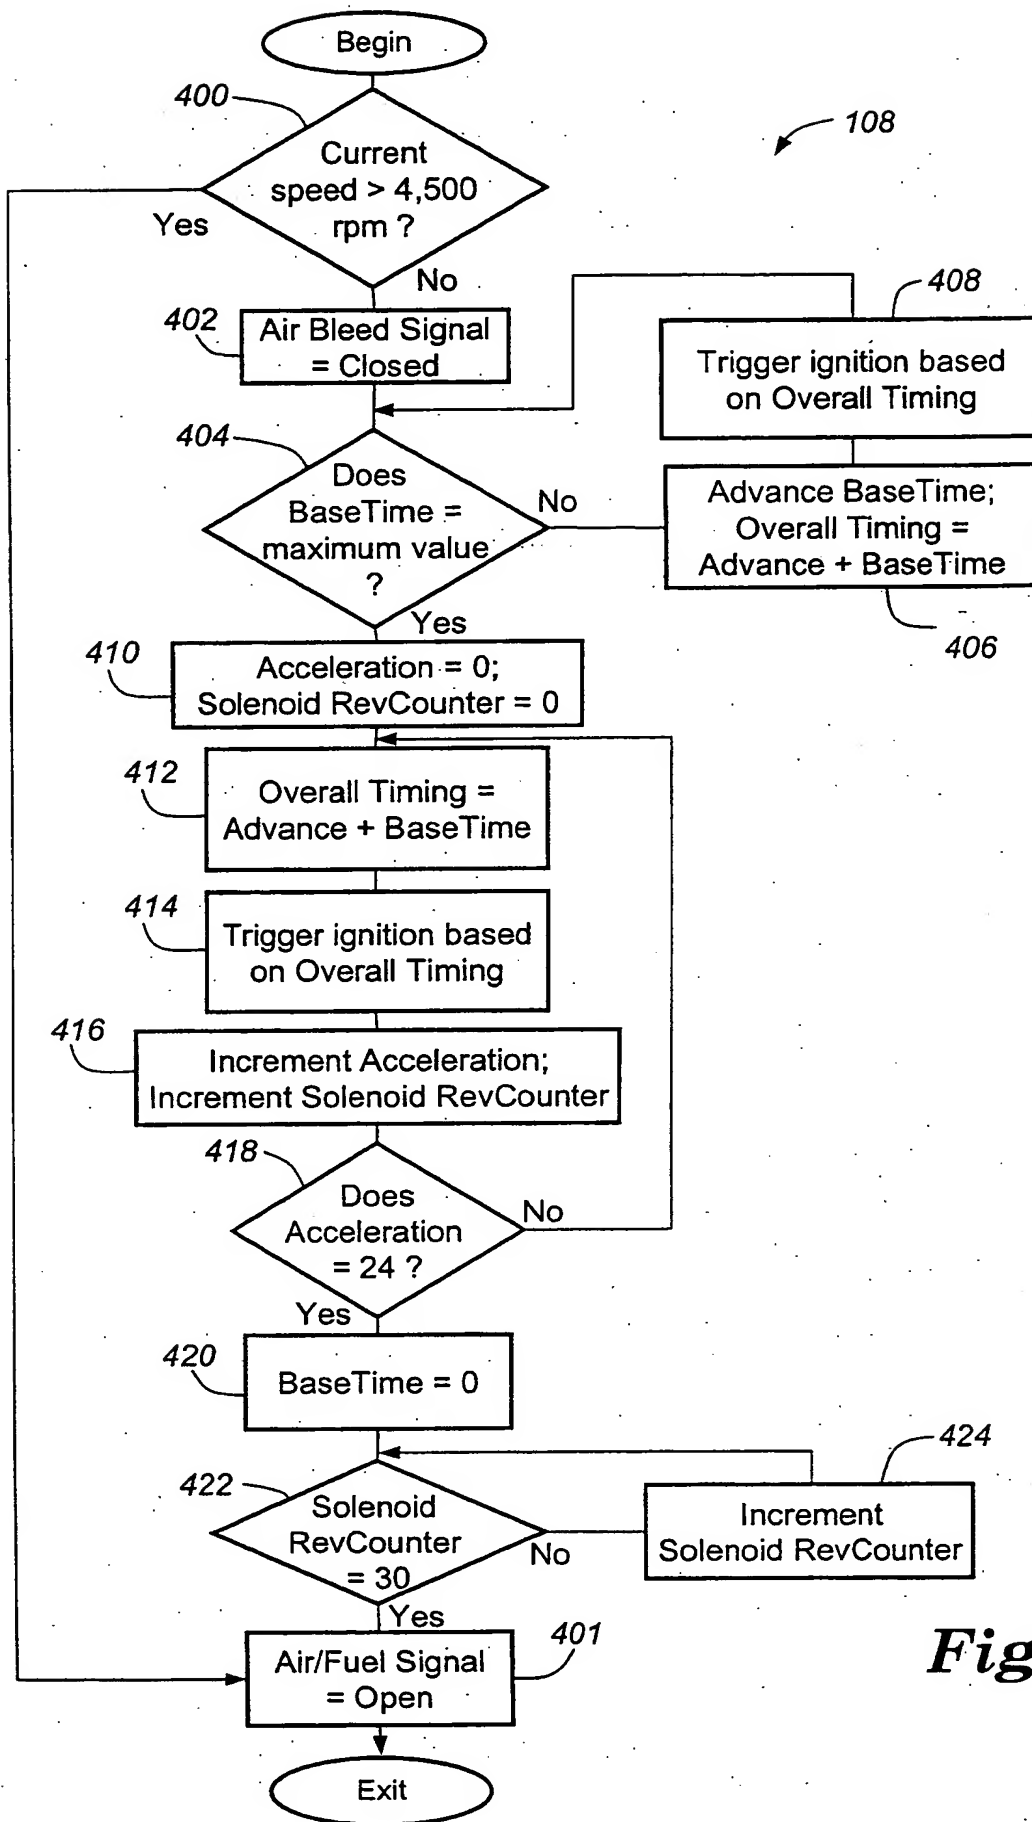 Begin
400
Current
speed > 4,500
rpm ?
108
Yes
No
402
Air Bleed Signal
= Closed
408
Trigger ignition based
on Overall Timing
404
Does
BaseTime =
maximum value
?
No
Advance BaseTime;
Overall Timing =
Advance + BaseTime
406
Yes
410
Acceleration = 0;
Solenoid RevCounter = 0
412
Overall Timing =
Advance + BaseTime
414
Trigger ignition based
on Overall Timing
416
Increment Acceleration;
Increment Solenoid RevCounter
418
Does
Acceleration
= 24 ?
No
Yes
420
BaseTime = 0
422
Solenoid
RevCounter
= 30
No
424
Increment
Solenoid RevCounter
Yes
401
Air/Fuel Signal
= Open
Fig
Exit